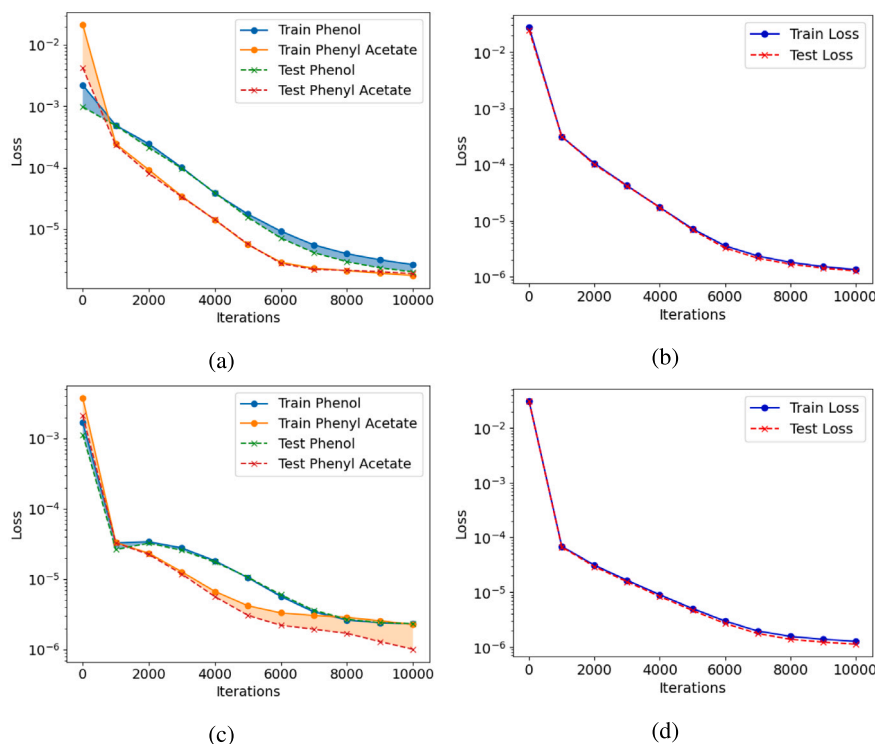 Train Phenol
Train Phenyl Acetate
Test Phenol
Test Phenyl Acetate
Loss
10⁻²
10⁻³
10⁻⁴
10⁻⁵
0 2000 4000 6000 8000 10000
Iterations
(a)
Train Loss
Test Loss
Loss
10⁻²
10⁻³
10⁻⁴
10⁻⁵
10⁻⁶
0 2000 4000 6000 8000 10000
Iterations
(b)
Train Phenol
Train Phenyl Acetate
Test Phenol
Test Phenyl Acetate
Loss
10⁻³
10⁻⁴
10⁻⁵
10⁻⁶
0 2000 4000 6000 8000 10000
Iterations
(c)
Train Loss
Test Loss
Loss
10⁻²
10⁻³
10⁻⁴
10⁻⁵
10⁻⁶
0 2000 4000 6000 8000 10000
Iterations
(d)